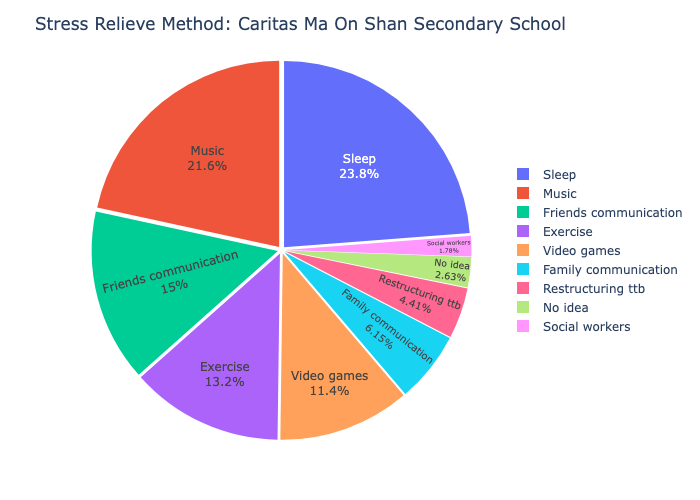 Stress Relieve Method: Caritas Ma On Shan Secondary School
Sleep
23.8%
Music
21.6%
Friends communication
15%
Exercise
13.2%
Video games
11.4%
Family communication
6.15%
Restructuring ttb
4.41%
No idea
2.63%
Social workers
1.78%
Sleep
Music
Friends communication
Exercise
Video games
Family communication
Restructuring ttb
No idea
Social workers